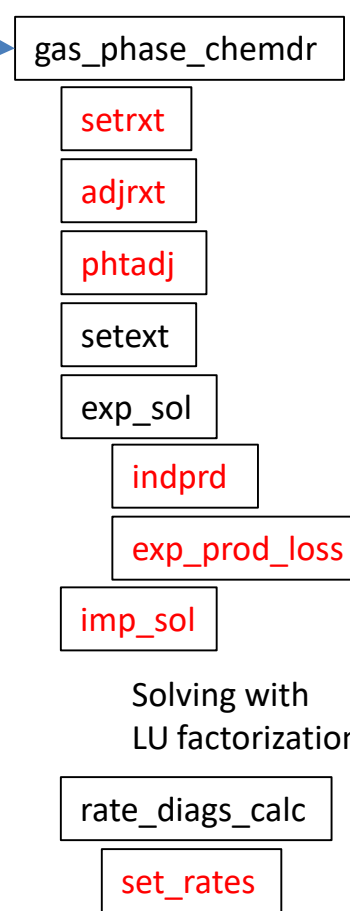 gas_phase_chemdr
setrxt
adjrxt
phtadj
setext
exp_sol
indprd
exp_prod_loss
imp_sol
Solving with
LU factorization
rate_diags_calc
set_rates